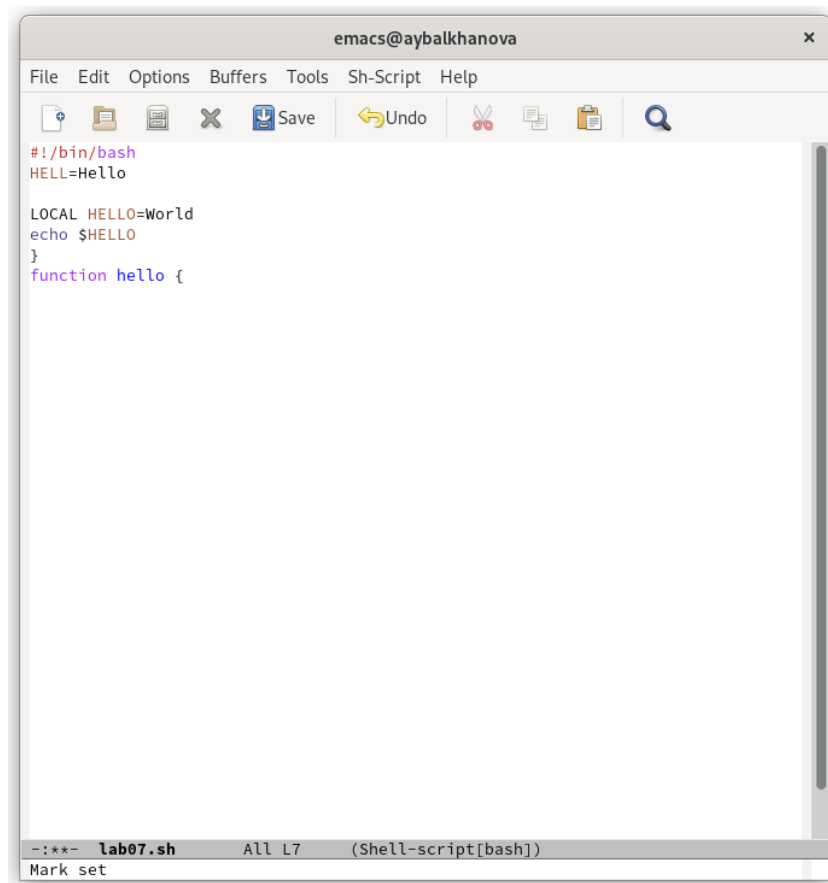 emacs@aybalkhanova ×
File Edit Options Buffers Tools Sh-Script Help
Save Undo
#!/bin/bash
HELL=Hello
LOCAL HELLO=World
echo $HELLO
}
function hello {
-:**- lab07.sh All L7 (Shell-script[bash])
Mark set